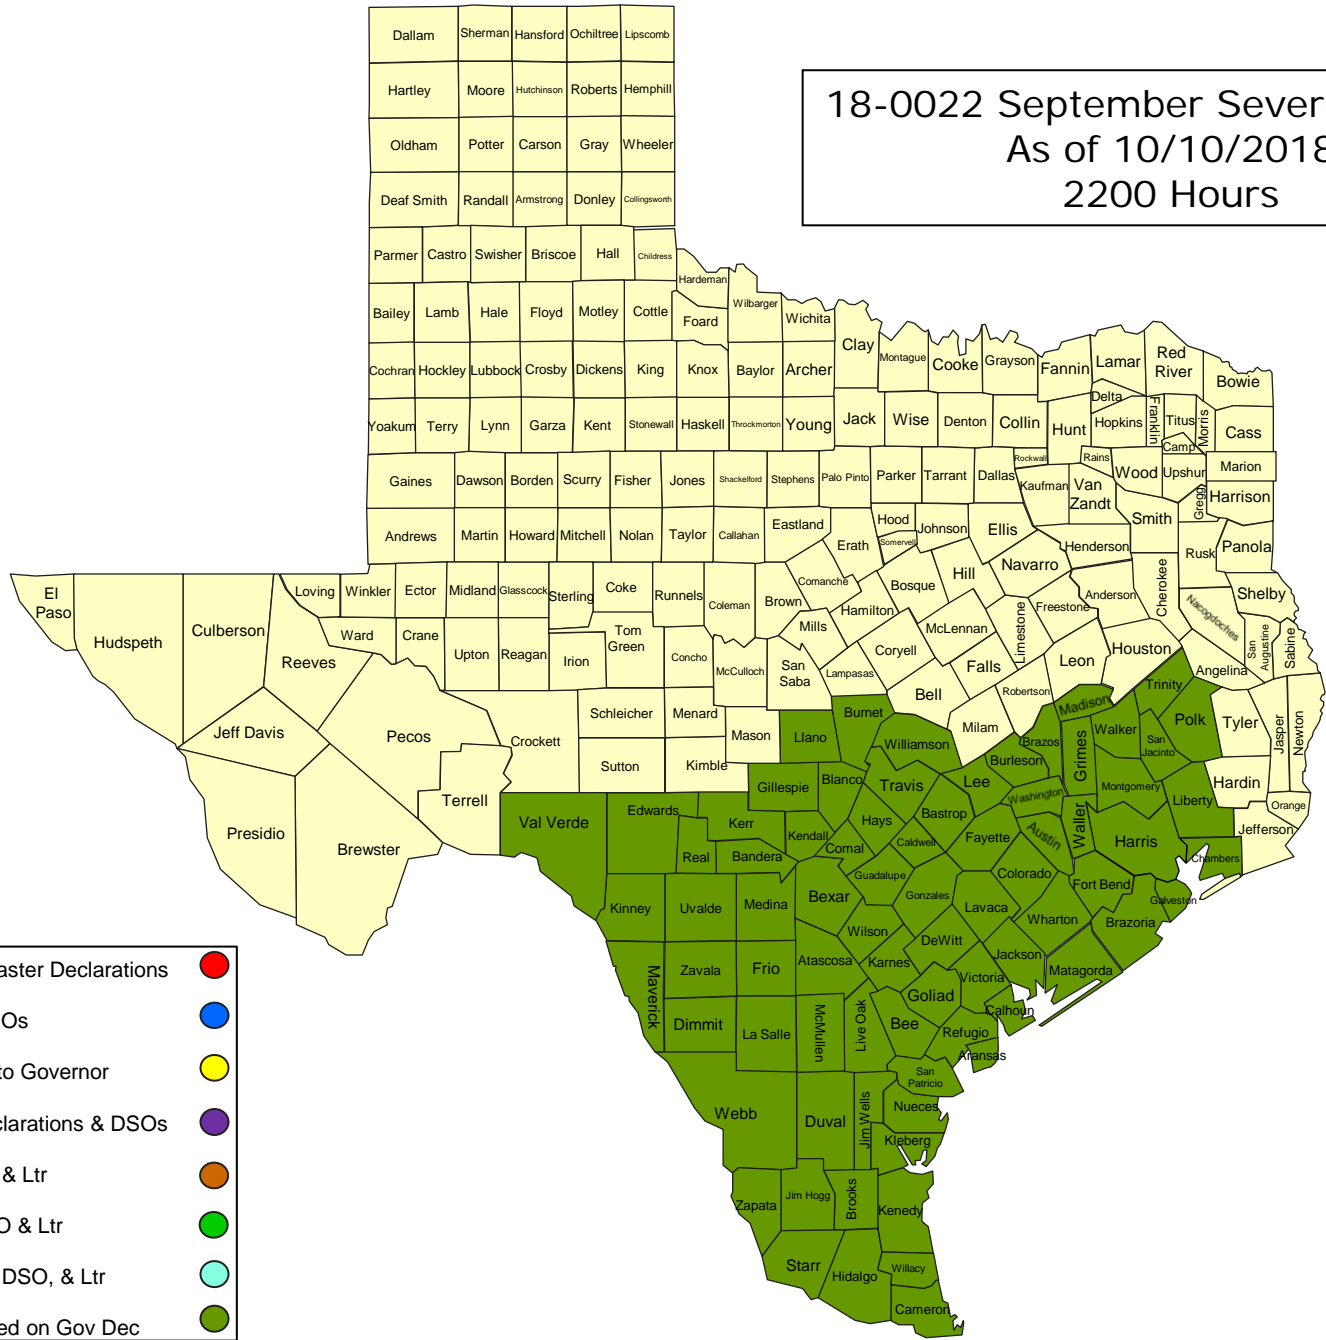 Dallam Sherman Hansford Ochiltree Lipscomb
Hartley Moore Hutchinson Roberts Hemphill
18-0022 September Sever
As of 10/10/2018
2200 Hours
Oldham Potter Carson Gray Wheeler
Deaf Smith Randall Armstrong Donley Collingsworth
Parmer Castro Swisher Briscoe Hall Childress
Hardeman
Bailey Lamb Hale Floyd Motley Cottle Foard Wilbarger Wichita
Clay Montague Cooke Grayson Fannin Lamar Red
River Bowie
Cochran Hockley Lubbock Crosby Dickens King Knox Baylor Archer
Delta
Yoakum Terry Lynn Garza Kent Stonewall Haskell Throckmorton Young Jack Wise Denton Collin Hunt Hopkins Franklin Titus Morris Cass
Camp
Gaines Dawson Borden Scurry Fisher Jones Shackelford Stephens Palo Pinto Parker Tarrant Dallas Rockwall Rains Wood Upshur Marion
Kaufman Van
Zandt Gregg Harrison
Andrews Martin Howard Mitchell Nolan Taylor Callahan Eastland Hood Johnson Ellis Smith
Erath Somervell Henderson Rusk Panola
El
Paso Hudspeth Culberson Loving Winkler Ector Midland Glasscock Sterling Coke Runnels Coleman Brown Comanche Bosque Hill Navarro Anderson Cherokee Shelby
Hamilton Freestone Nacogdoches
Reeves Ward Crane Upton Reagan Irion Tom
Green Concho McCulloch San
Saba Mills Lampasas Coryell McLennan Limestone Falls Leon Houston Angelina San
Augustine Sabine
Jeff Davis Pecos Crockett Schleicher Menard Mason Llano Burnet Bell Milam Robertson Madison Trinity
Williamson Brazos Grimes Walker San
Jacinto Polk Tyler Jasper Newton
Sutton Kimble Gillespie Blanco Travis Lee Burleson Washington Montgomery Liberty Hardin
Terrell Orange
Presidio Brewster Val Verde Edwards Kerr Kendall Hays Bastrop Fayette Austin Waller Harris Jefferson
Real Bandera Comal Caldwell Chambers
Kinney Uvalde Medina Bexar Guadalupe Gonzales Colorado Fort Bend Galveston
Lavaca Wharton Brazoria
Wilson DeWitt
Maverick Zavala Frio Atascosa Karnes Jackson Matagorda
Victoria
Dimmit La Salle McMullen Live Oak Goliad Calhoun
Bee Refugio
Aransas
San
Patricio
Webb Duval Jim Wells Nueces
Kleberg
Zapata Jim Hogg Brooks Kenedy
Starr Hidalgo Willacy
Cameron
aster Declarations
Os
to Governor
clarations & DSOs
& Ltr
O & Ltr
DSO, & Ltr
ed on Gov Dec